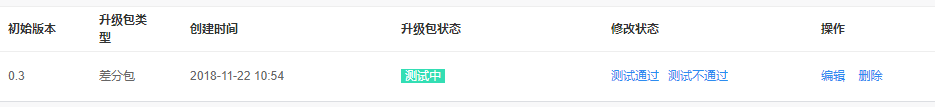 初始版本 升级包类型 创建时间 升级包状态 修改状态 操作
0.3 差分包 2018-11-22 10:54 测试中 测试通过 测试不通过 编辑 删除